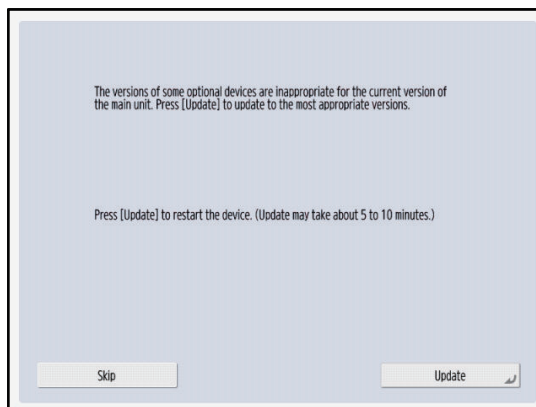 The versions of some optional devices are inappropriate for the current version of
the main unit. Press [Update] to update to the most appropriate versions.
Press [Update] to restart the device. (Update may take about 5 to 10 minutes.)
Skip
Update